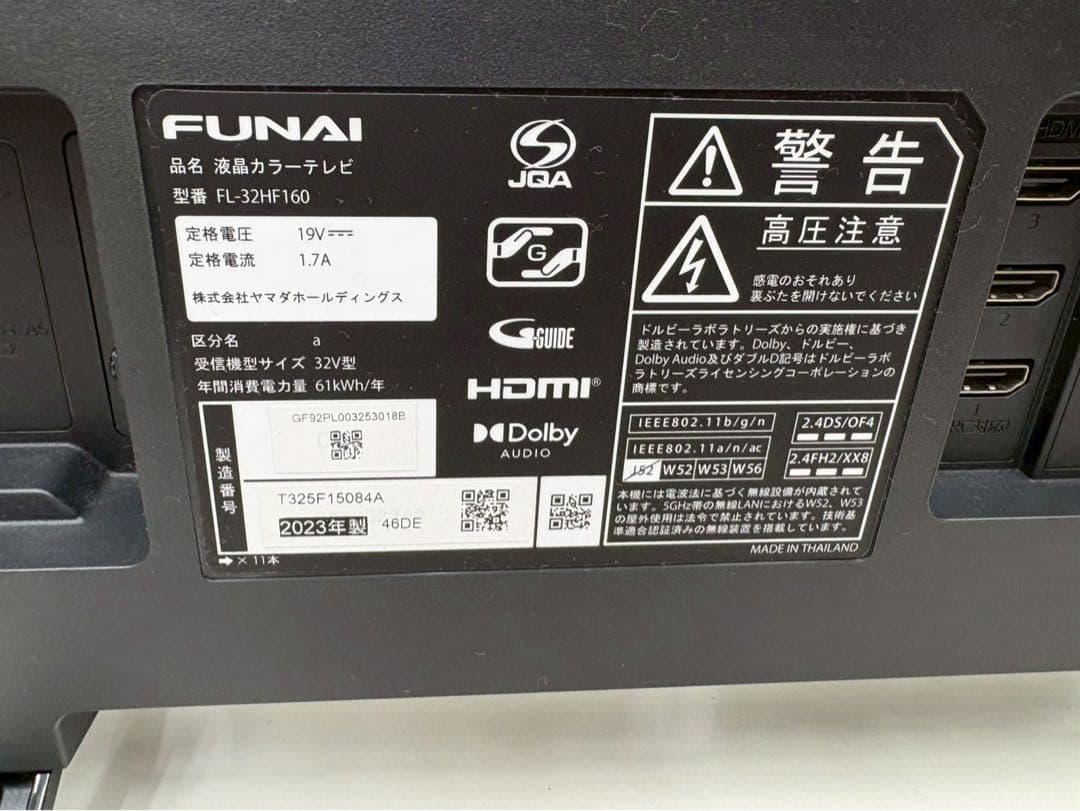 FUNAI
品名 液晶カラーテレビ
型番 FL-32HF160
定格電圧 19V
定格電流 1.7A
株式会社ヤマダホールディングス
区分名 a
受信機型サイズ 32V型
年間消費電力量 61kWh/年
製造番号
GF92PL003253018B
T325F15084A
2023年製 46DE
➡× 11本
JQA
G
G-GUIDE
HDMI®
Dolby
AUDIO
警告
高圧注意
感電のおそれあり
裏ぶたを開けないでください
ドルビーラボラトリーズからの実施権に基づき
製造されています。Dolby、ドルビー、
Dolby Audio及びダブルD記号はドルビーラボ
ラトリーズライセンシングコーポレーションの
商標です。
IEEE802.11b/g/n
IEEE802.11a/n/ac
J52 W52 W53 W56
2.4DS/OF4
2.4FH2/XX8
本機には電波法に基づく無線設備が内蔵されて
います。5GHz帯の無線LANにおけるW52、W53
の屋外使用は法令で禁止されています。技術基
準適合認証済みの無線装置を搭載しています。
MADE IN THAILAND
HDM
3
2
1